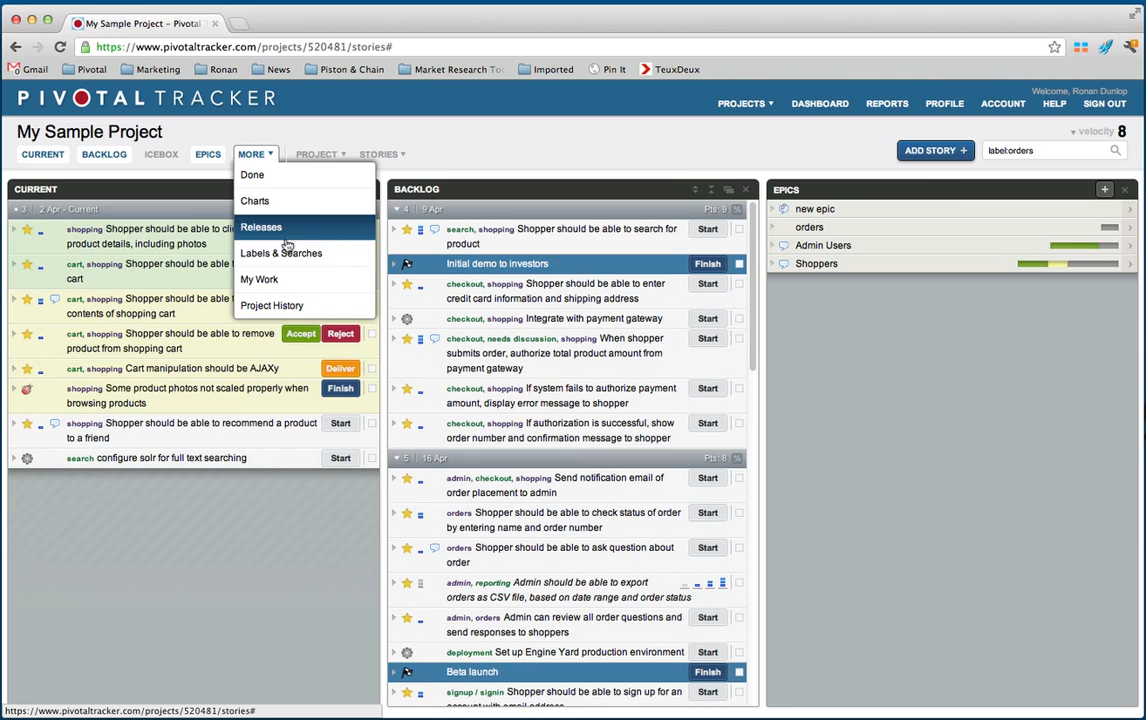 My Sample Project – Pivotal
https://www.pivotaltracker.com/projects/520481/stories#
Gmail Pivotal Marketing Ronan News Piston & Chain Market Research To Imported Pin It TeuxDeux
PIVOTALTRACKER
Welcome, Ronan Dunlop
PROJECTS DASHBOARD REPORTS PROFILE ACCOUNT HELP SIGN OUT
My Sample Project
velocity 8
CURRENT BACKLOG ICEBOX EPICS MORE PROJECT STORIES
ADD STORY + label:orders
Done
Charts
Releases
Labels & Searches
My Work
Project History
CURRENT
3 2 Apr - Current
shopping Shopper should be able to cli
product details, including photos
cart, shopping Shopper should be able to
cart
cart, shopping Shopper should be able to
contents of shopping cart
cart, shopping Shopper should be able to remove
product from shopping cart
Accept Reject
cart, shopping Cart manipulation should be AJAXy
Deliver
shopping Some product photos not scaled properly when
browsing products
Finish
shopping Shopper should be able to recommend a product
to a friend
Start
search configure solr for full text searching
Start
BACKLOG
4 9 Apr Pts: 9 %
search, shopping Shopper should be able to search for
product
Start
Initial demo to investors
Finish
checkout, shopping Shopper should be able to enter
credit card information and shipping address
Start
checkout, shopping Integrate with payment gateway
Start
checkout, needs discussion, shopping When shopper
submits order, authorize total product amount from
payment gateway
Start
checkout, shopping If system fails to authorize payment
amount, display error message to shopper
Start
checkout, shopping If authorization is successful, show
order number and confirmation message to shopper
Start
5 16 Apr Pts: 8 %
admin, checkout, shopping Send notification email of
order placement to admin
Start
orders Shopper should be able to check status of order
by entering name and order number
Start
orders Shopper should be able to ask question about
order
Start
admin, reporting Admin should be able to export
orders as CSV file, based on date range and order status
admin, orders Admin can review all order questions and
send responses to shoppers
Start
deployment Set up Engine Yard production environment
Start
Beta launch
Finish
signup / signin Shopper should be able to sign up for an
account with email address
Start
EPICS
new epic
orders
Admin Users
Shoppers
https://www.pivotaltracker.com/projects/520481/stories#